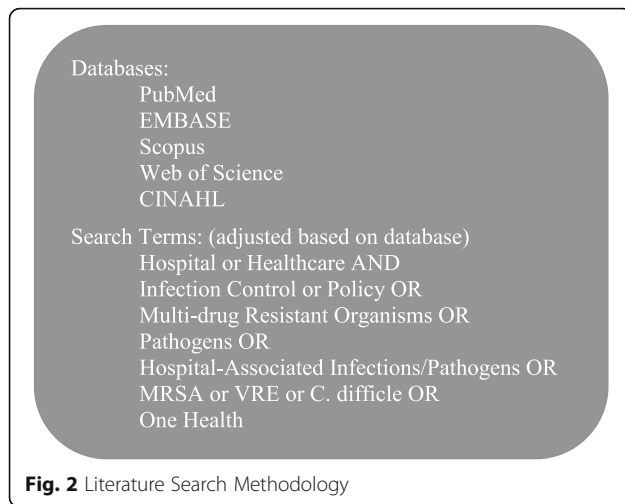 Databases:
PubMed
EMBASE
Scopus
Web of Science
CINAHL
Search Terms: (adjusted based on database)
Hospital or Healthcare AND
Infection Control or Policy OR
Multi-drug Resistant Organisms OR
Pathogens OR
Hospital-Associated Infections/Pathogens OR
MRSA or VRE or C. difficle OR
One Health
Fig. 2 Literature Search Methodology